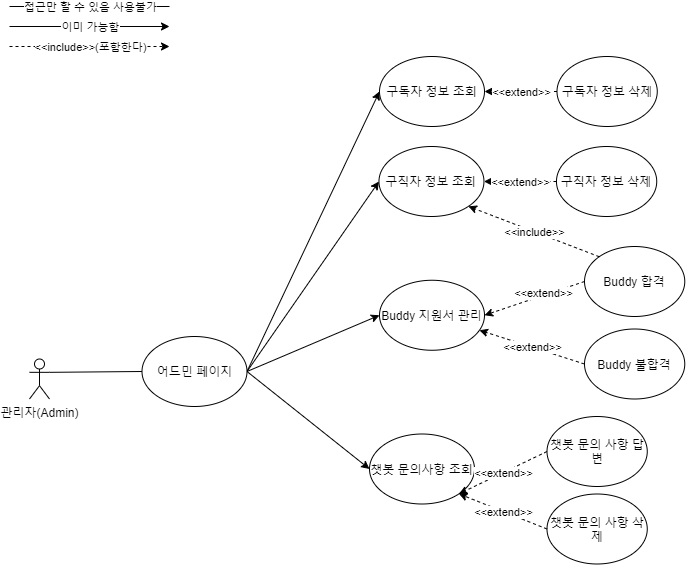 접근만 할 수 있음 사용불가
이미 가능함
<<include>>(포함한다)
구독자 정보 조회
<<extend>>
구독자 정보 삭제
구직자 정보 조회
<<extend>>
구직자 정보 삭제
<<include>>
Buddy 합격
<<extend>>
Buddy 지원서 관리
<<extend>>
Buddy 불합격
어드민 페이지
관리자(Admin)
챗봇 문의 사항 답
변
챗봇 문의사항 조회
<<extend>>
<<extend>>
챗봇 문의 사항 삭
제